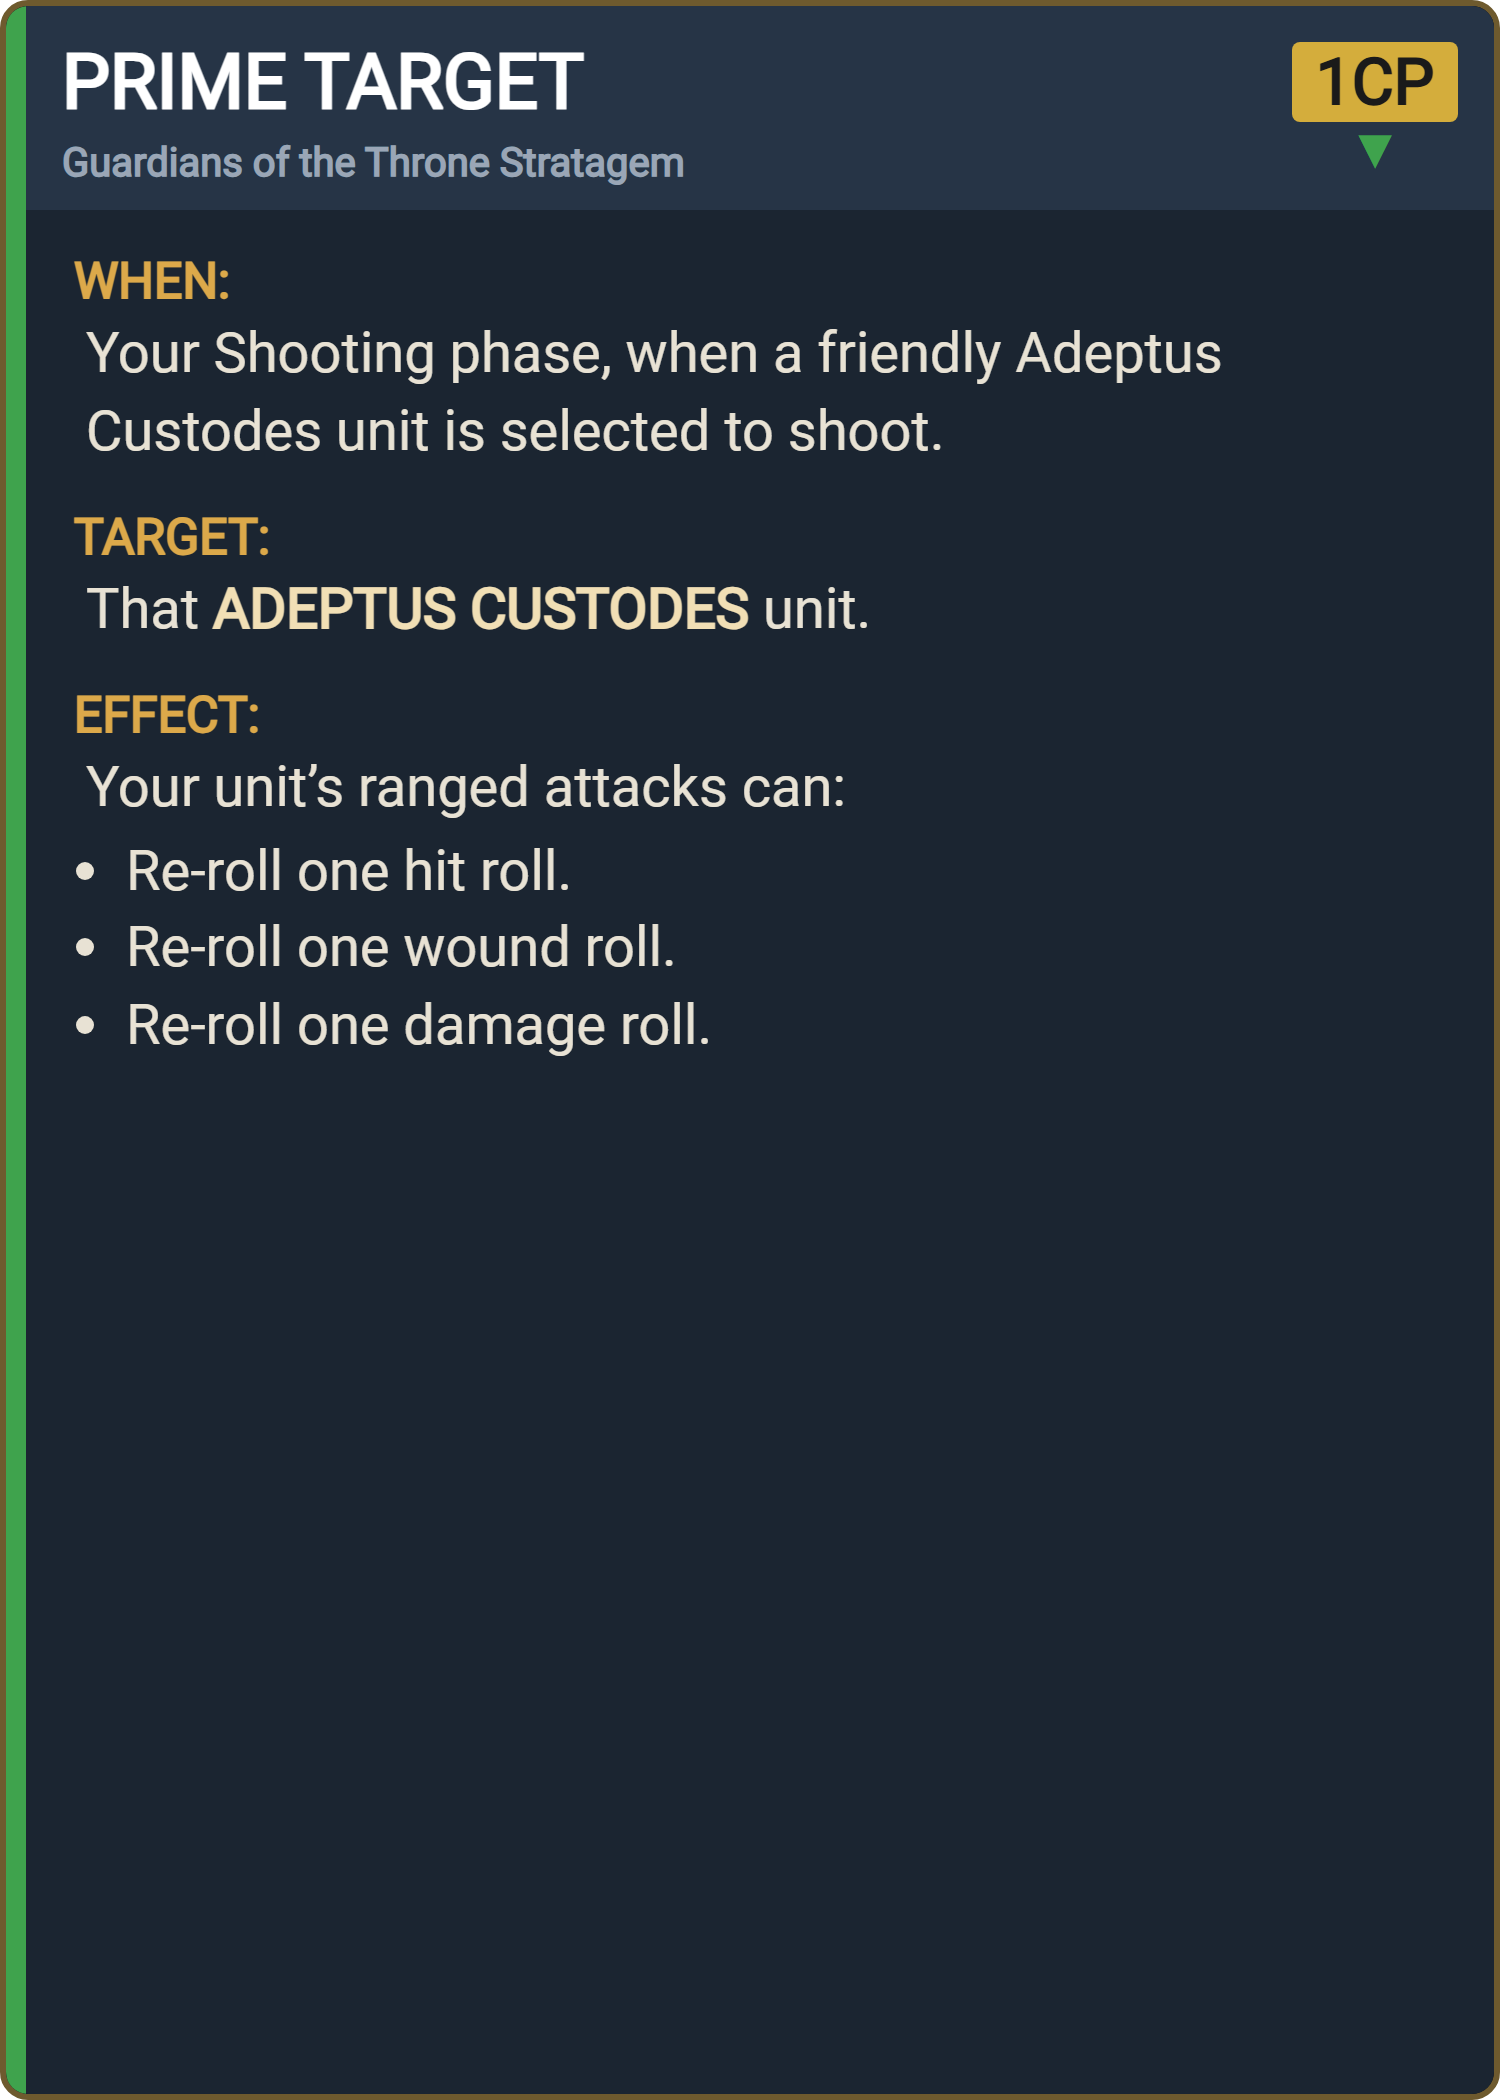 PRIME TARGET
1CP
Guardians of the Throne Stratagem
WHEN:
Your Shooting phase, when a friendly Adeptus
Custodes unit is selected to shoot.
TARGET:
That ADEPTUS CUSTODES unit.
EFFECT:
Your unit’s ranged attacks can:
• Re-roll one hit roll.
• Re-roll one wound roll.
• Re-roll one damage roll.